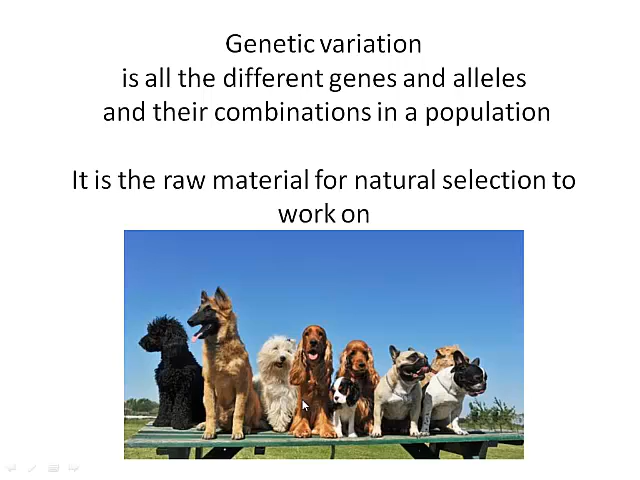 Genetic variation
is all the different genes and alleles
and their combinations in a population
It is the raw material for natural selection to
work on